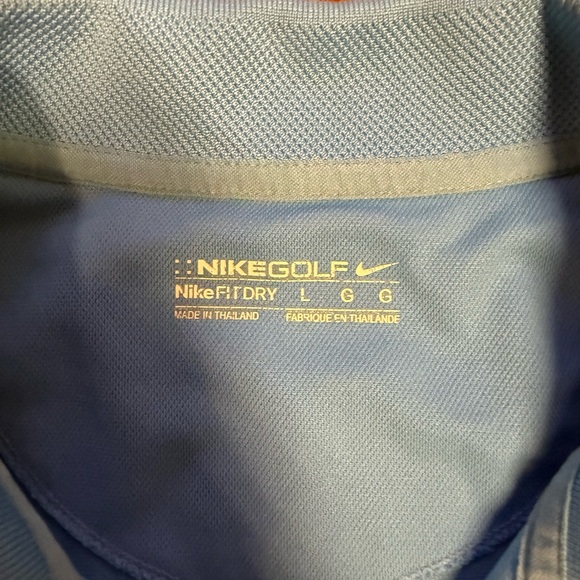 NIKEGOLF
NikeFITDRY L G G
MADE IN THAILAND FABRIQUE EN THAILANDE